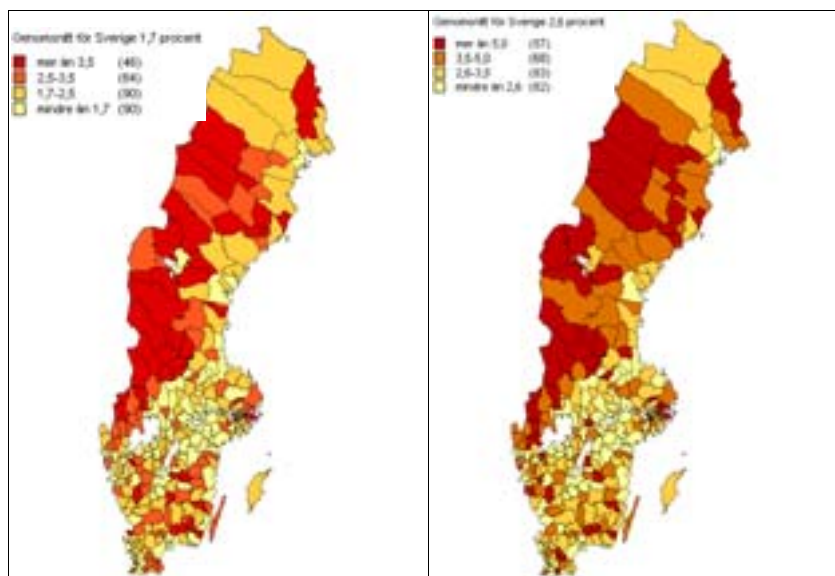 Genomsnitt för Sverige 1,7 procent
mer än 3,5 (46)
2,5-3,5 (64)
1,7-2,5 (90)
mindre än 1,7 (90)
Genomsnitt för Sverige 2,6 procent
mer än 5,0 (57)
3,5-5,0 (68)
2,6-3,5 (83)
mindre än 2,6 (82)